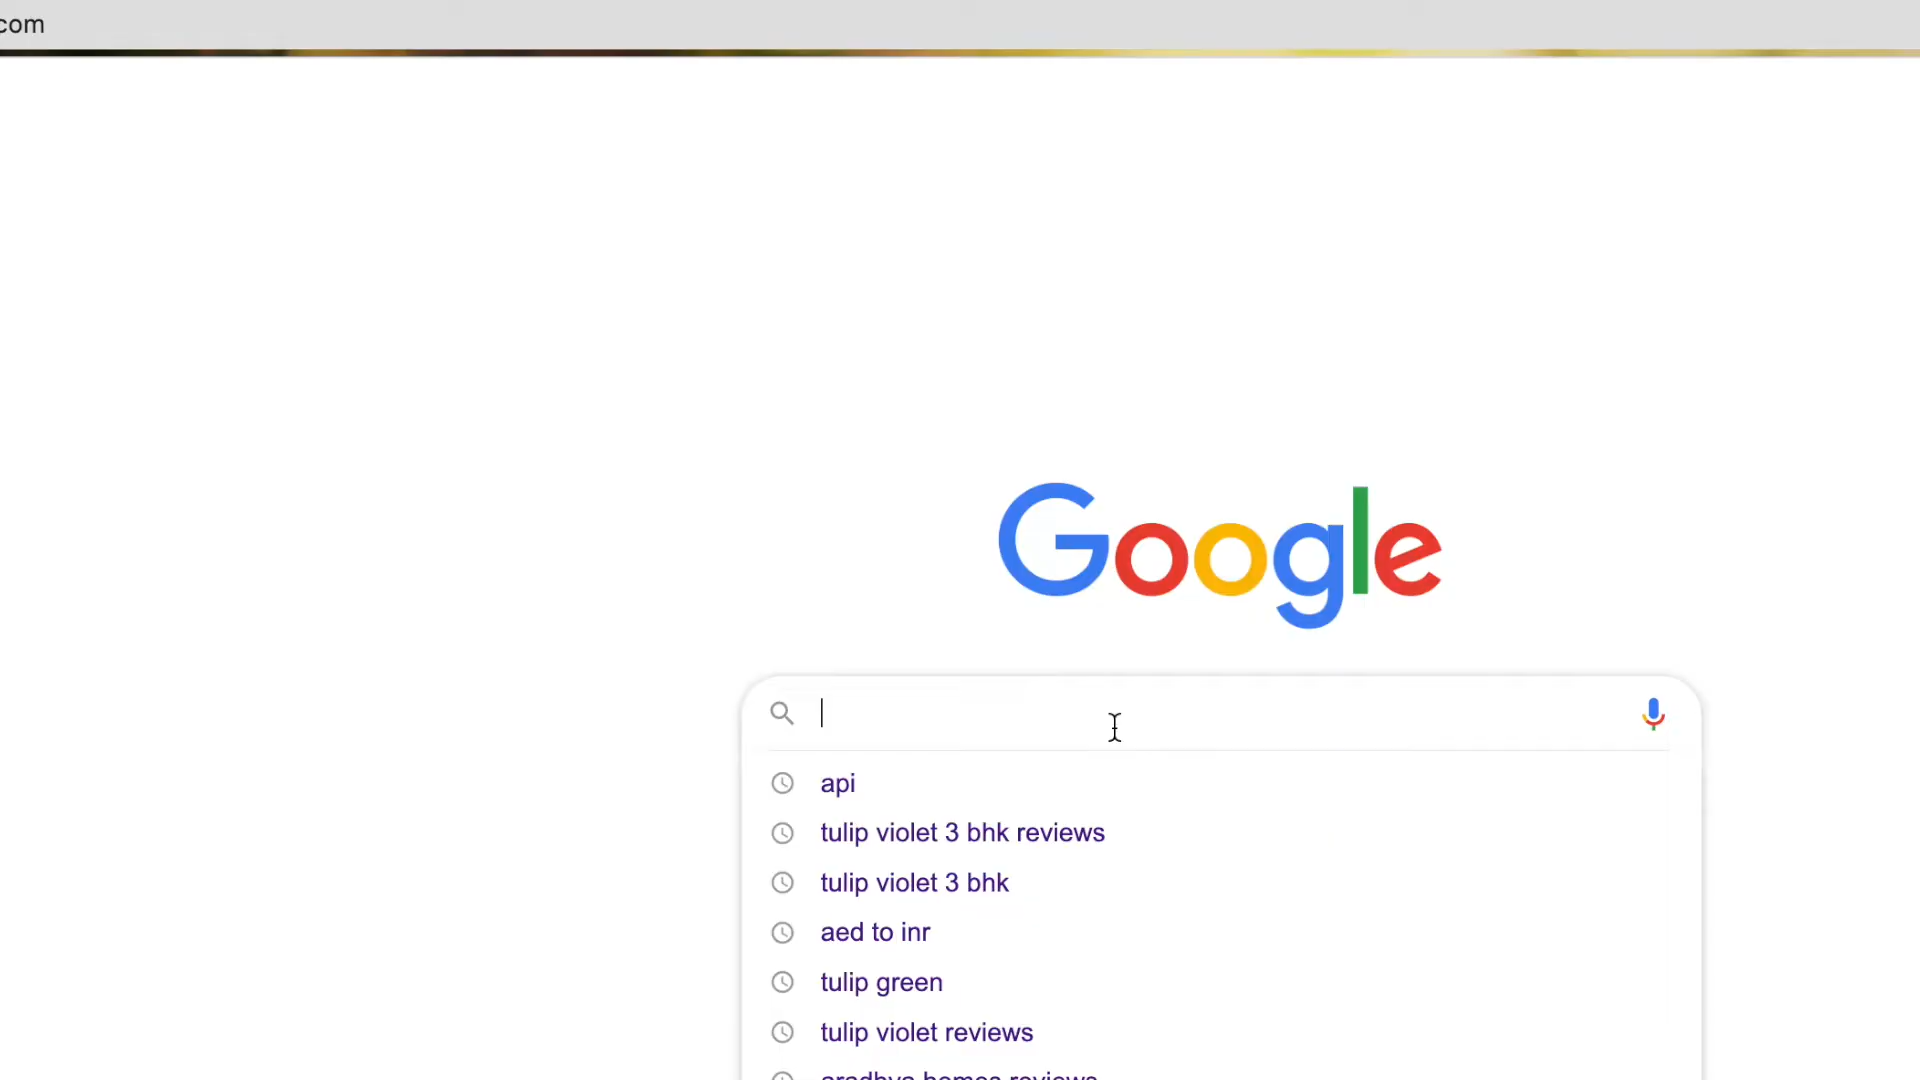 com
Google
api
tulip violet 3 bhk reviews
tulip violet 3 bhk
aed to inr
tulip green
tulip violet reviews
aradhya homes reviews